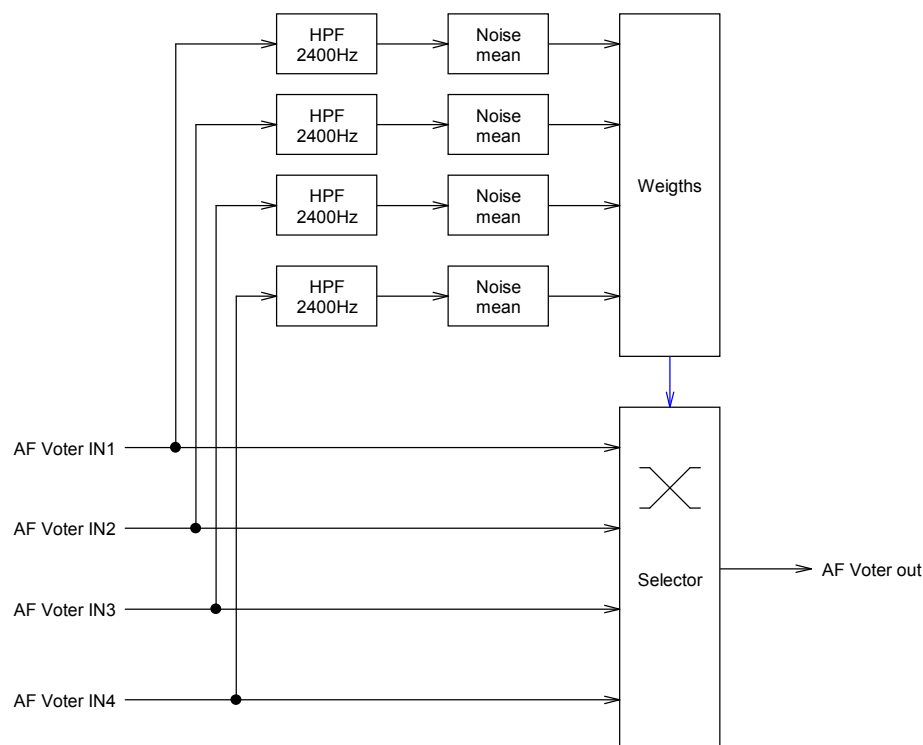 HPF
2400Hz
Noise
mean
HPF
2400Hz
Noise
mean
Weigths
HPF
2400Hz
Noise
mean
HPF
2400Hz
Noise
mean
AF Voter IN1
AF Voter IN2
AF Voter IN3
AF Voter IN4
Selector
AF Voter out